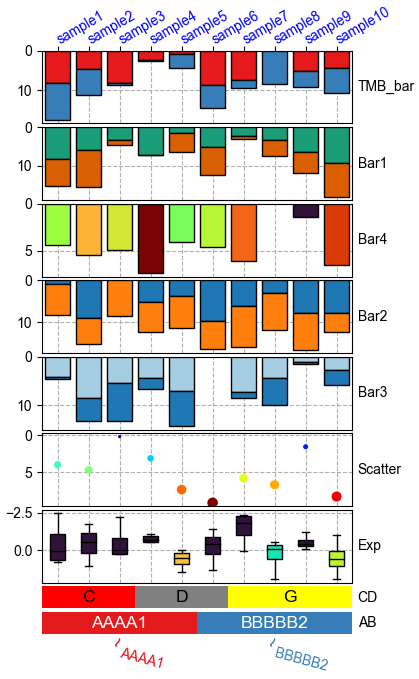 sample1 sample2 sample3 sample4 sample5 sample6 sample7 sample8 sample9 sample10
0
10
TMB_bar
0
10
Bar1
0
5
Bar4
0
10
Bar2
0
10
Bar3
0
5
Scatter
−2.5
0.0
Exp
C D G CD
AAAA1 BBBBB2 AB
~ AAAA1 ~ BBBBB2